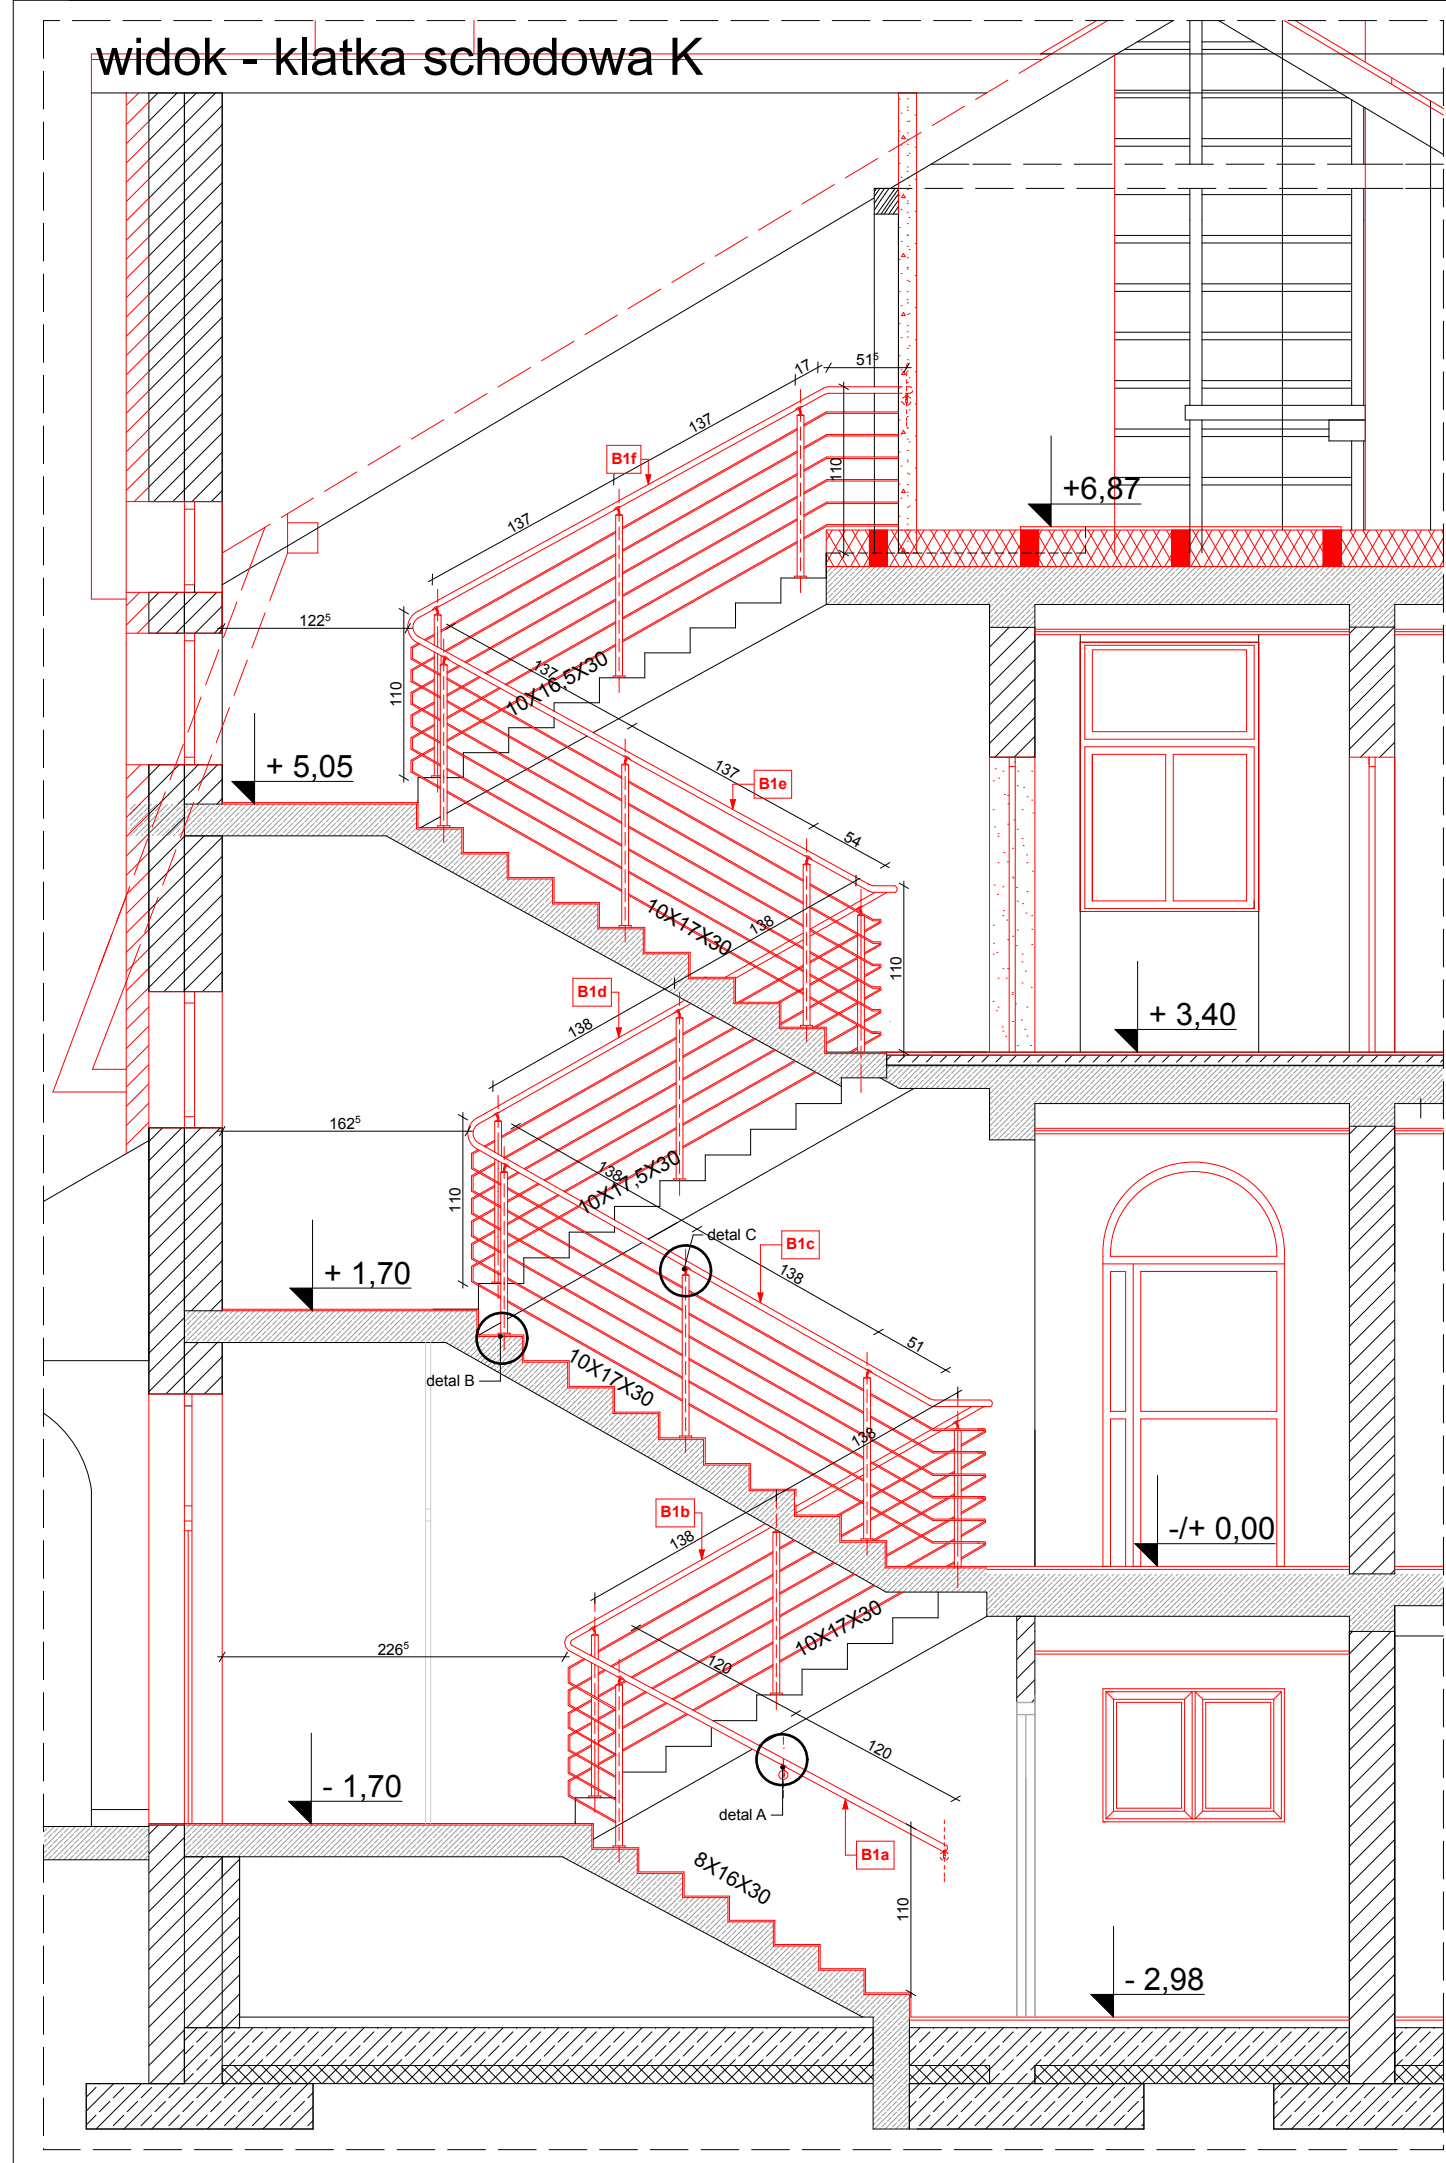 widok - klatka schodowa K
17
51⁵
137
B1f
110
+6,87
137
122⁵
137
10X16,5X30
110
+ 5,05
137
B1e
54
138
10X17X30
110
B1d
138
+ 3,40
162⁵
138
10X17,5X30
110
detal C
B1c
138
+ 1,70
51
detal B
10X17X30
138
B1b
138
-/+ 0,00
10X17X30
226⁵
120
120
- 1,70
detal A
B1a
8X16X30
110
- 2,98